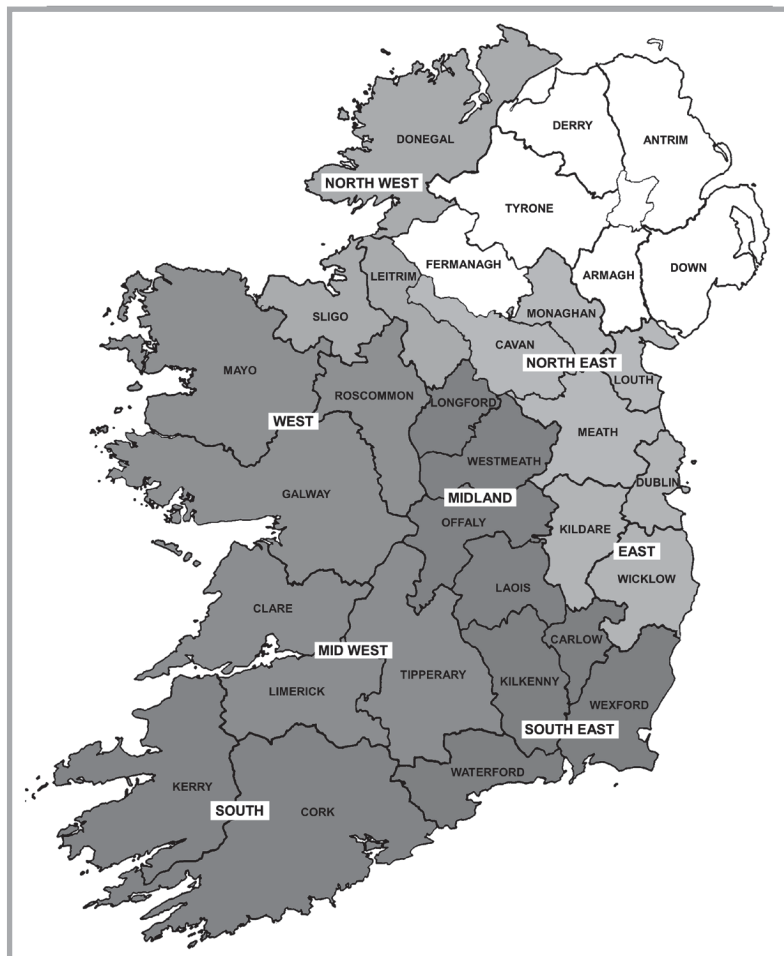 DERRY
DONEGAL
ANTRIM
NORTH WEST
TYRONE
FERMANAGH
LEITRIM
ARMAGH
DOWN
MONAGHAN
SLIGO
CAVAN
NORTH EAST
MAYO
LOUTH
ROSCOMMON
LONGFORD
WEST
MEATH
WESTMEATH
DUBLIN
GALWAY
MIDLAND
OFFALY
KILDARE
EAST
WICKLOW
LAOIS
CLARE
CARLOW
MID WEST
TIPPERARY
KILKENNY
LIMERICK
WEXFORD
SOUTH EAST
WATERFORD
KERRY
SOUTH
CORK